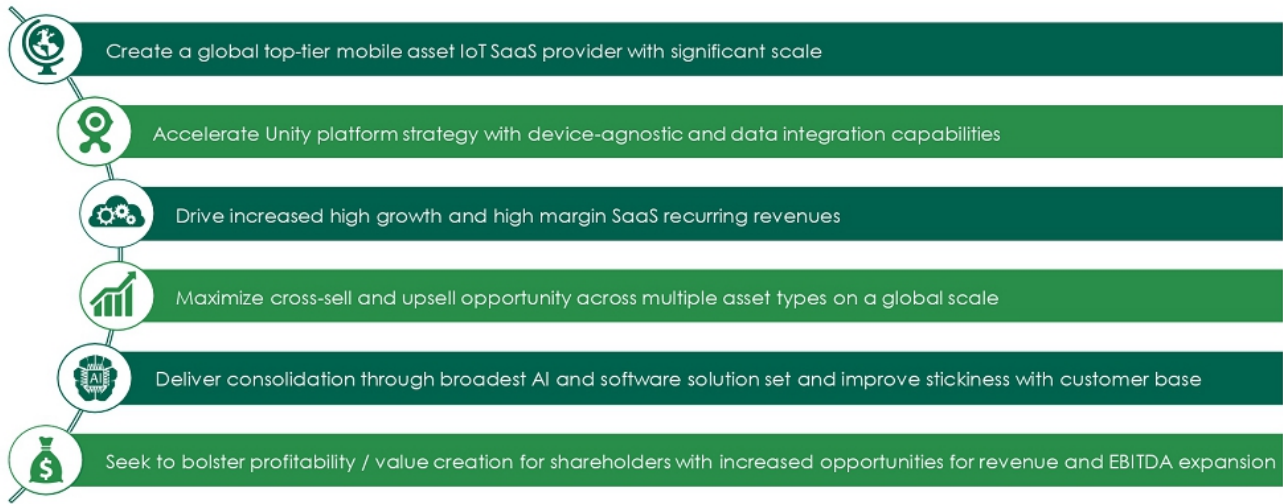 Create a global top-tier mobile asset IoT SaaS provider with significant scale
Accelerate Unity platform strategy with device-agnostic and data integration capabilities
Drive increased high growth and high margin SaaS recurring revenues
Maximize cross-sell and upsell opportunity across multiple asset types on a global scale
AI
Deliver consolidation through broadest AI and software solution set and improve stickiness with customer base
$
Seek to bolster profitability / value creation for shareholders with increased opportunities for revenue and EBITDA expansion